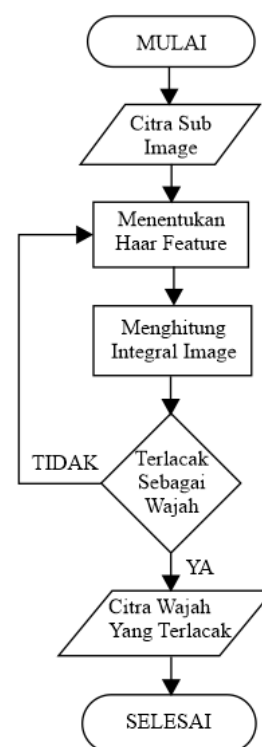 MULAI
Citra Sub
Image
Menentukan
Haar Feature
Menghitung
Integral Image
TIDAK
Terlacak
Sebagai
Wajah
YA
Citra Wajah
Yang Terlacak
SELESAI